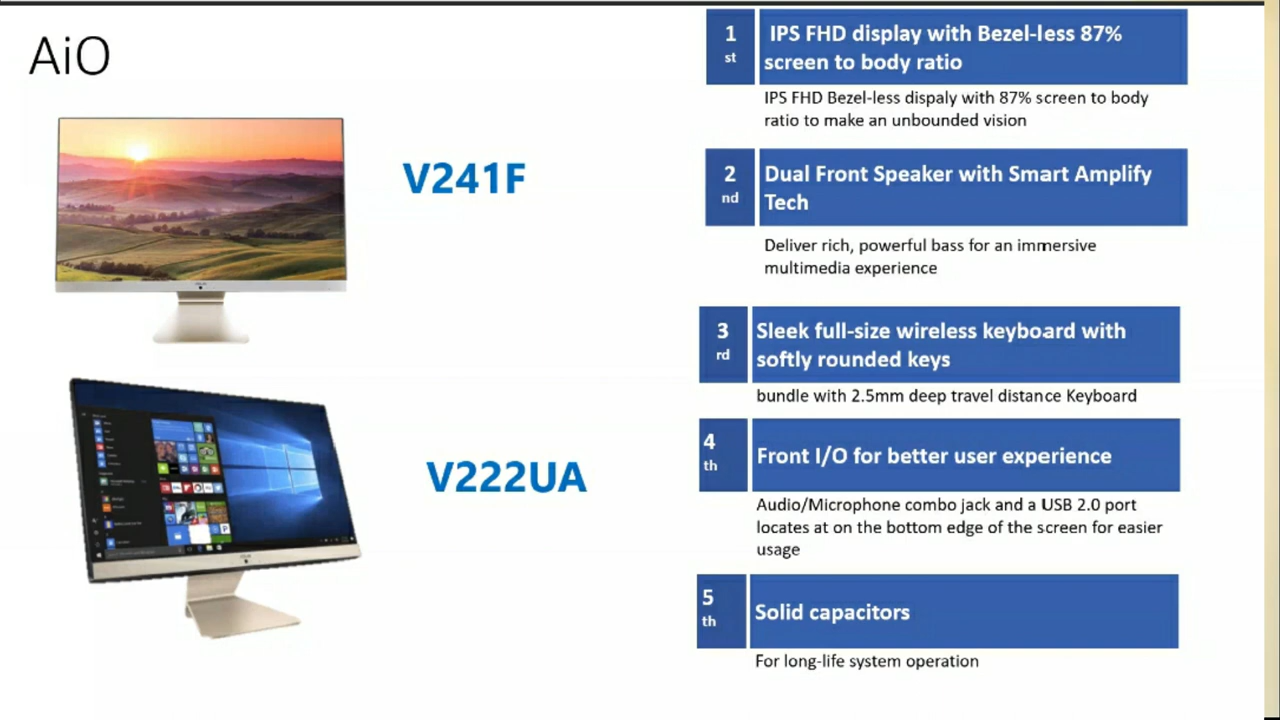 AiO
V241F
V222UA
1
st
IPS FHD display with Bezel-less 87%
screen to body ratio
IPS FHD Bezel-less dispaly with 87% screen to body
ratio to make an unbounded vision
2
nd
Dual Front Speaker with Smart Amplify
Tech
Deliver rich, powerful bass for an immersive
multimedia experience
3
rd
Sleek full-size wireless keyboard with
softly rounded keys
bundle with 2.5mm deep travel distance Keyboard
4
th
Front I/O for better user experience
Audio/Microphone combo jack and a USB 2.0 port
locates at on the bottom edge of the screen for easier
usage
5
th
Solid capacitors
For long-life system operation